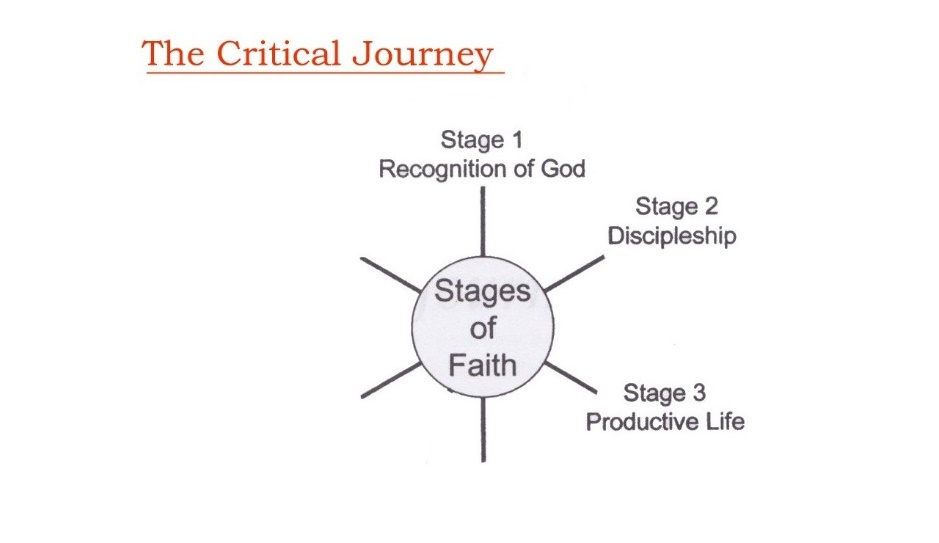 The Critical Journey
Stage 1
Recognition of God
Stage 2
Discipleship
Stages
of
Faith
Stage 3
Productive Life